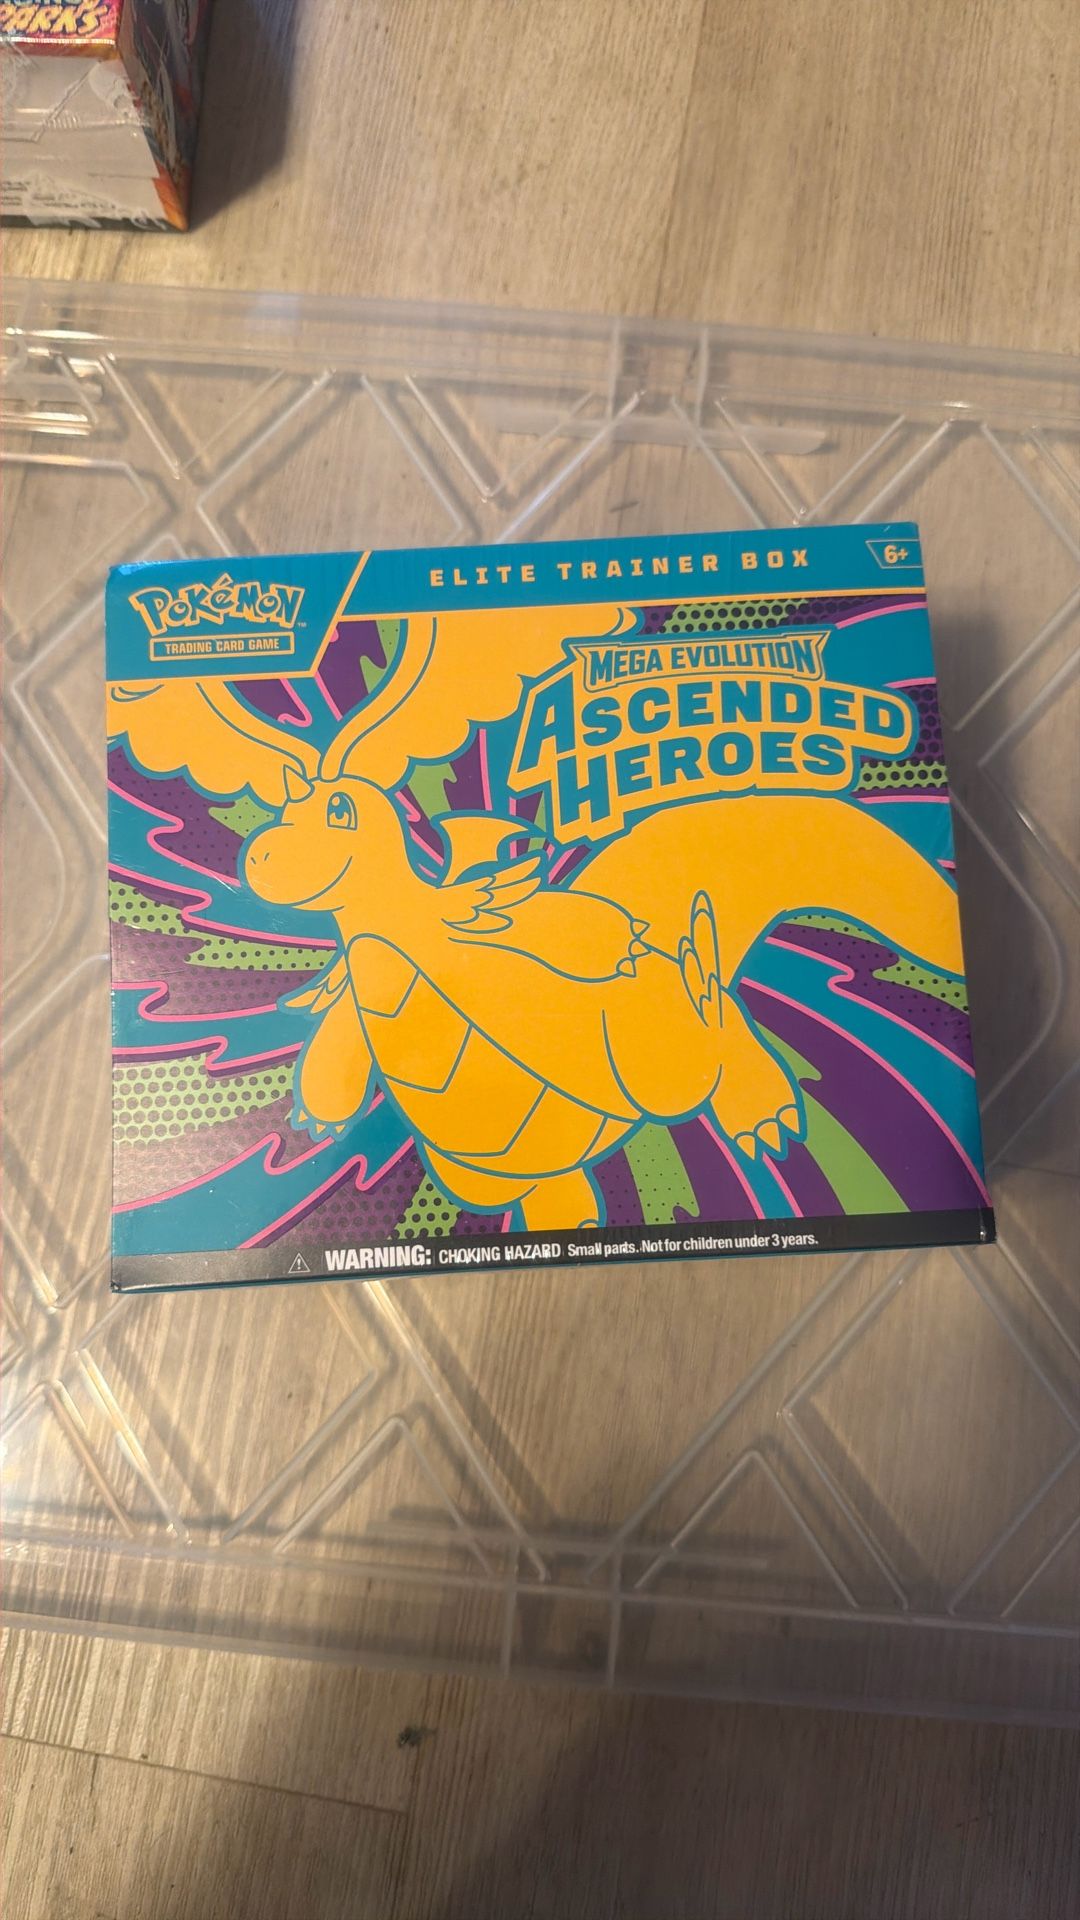 POKéMON™
TRADING CARD GAME
ELITE TRAINER BOX
6+
MEGA EVOLUTION
ASCENDED
HEROES
WARNING: CHOKING HAZARD Small parts. Not for children under 3 years.